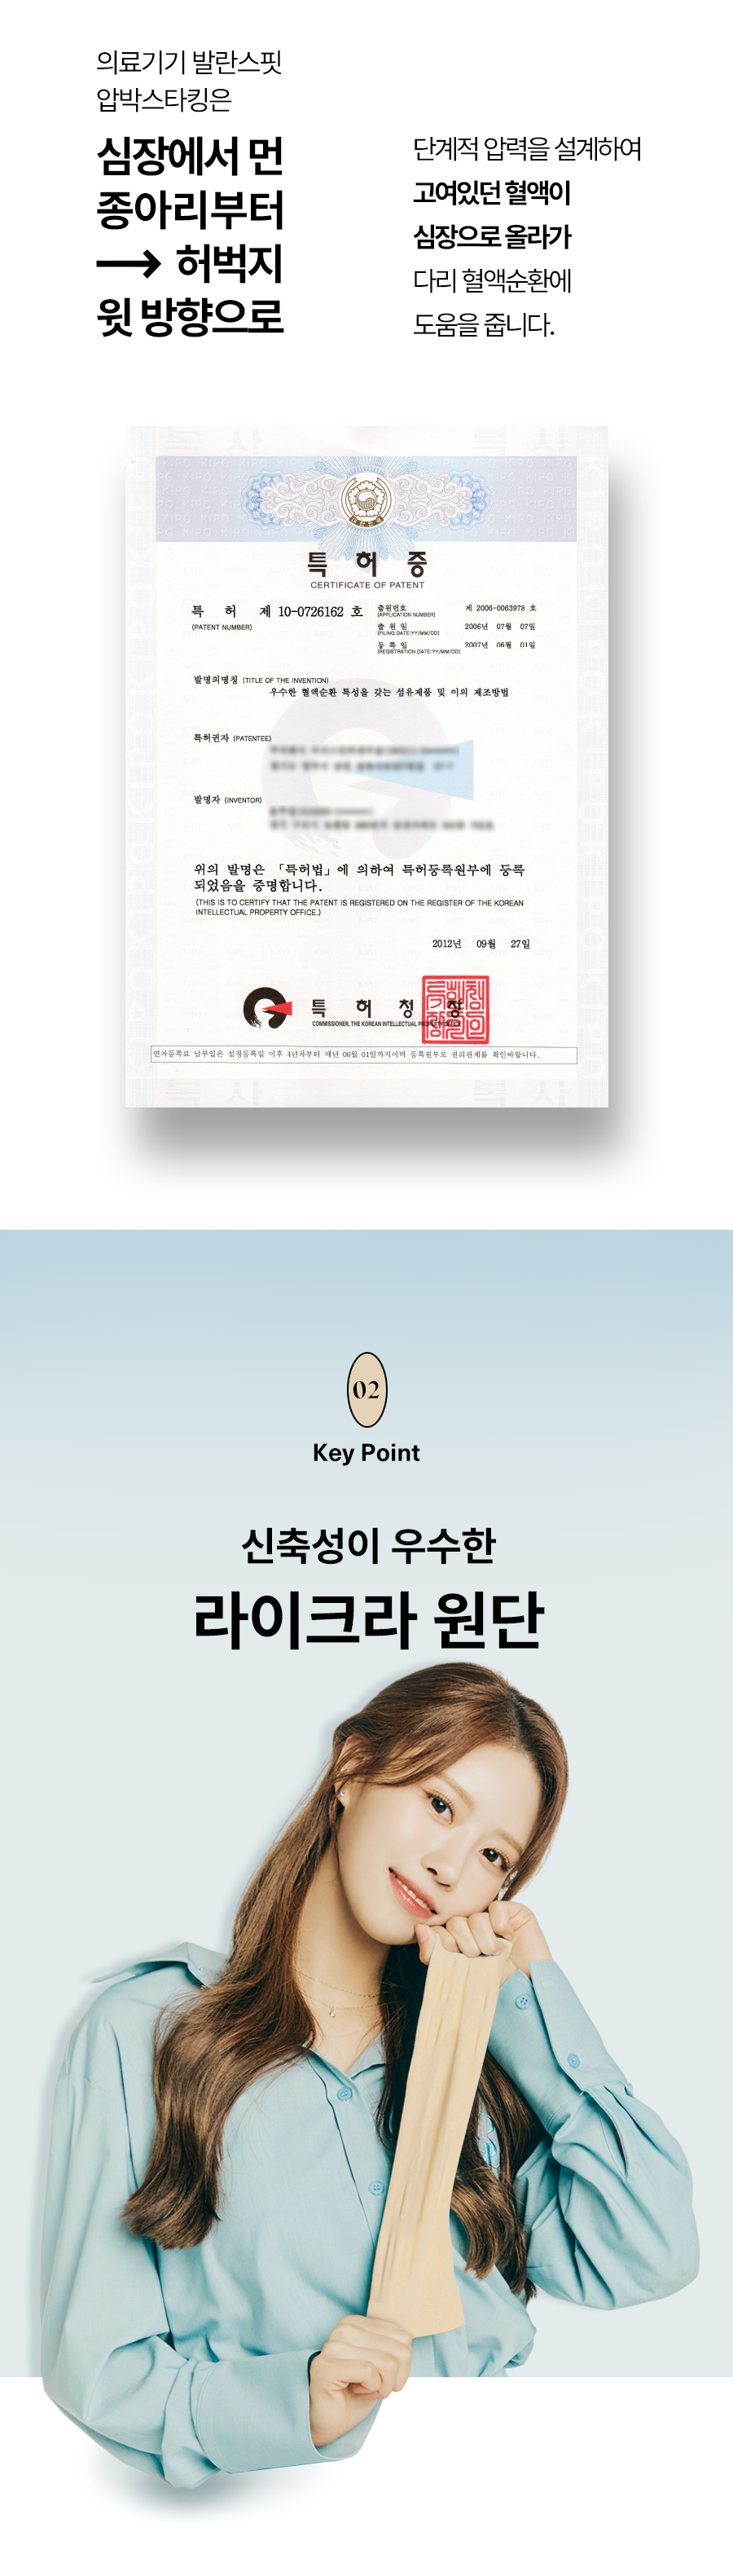 의료기기 발란스핏
압박스타킹은
심장에서 먼
종아리부터
→ 허벅지
윗 방향으로
단계적 압력을 설계하여
고여있던 혈액이
심장으로 올라가
다리 혈액순환에
도움을 줍니다.
특허증
CERTIFICATE OF PATENT
특 허 제 10-0726162 호
(PATENT NUMBER)
출원번호 제 2006-0063978 호
(APPLICATION NUMBER)
출 원 일 2006년 07월 07일
(FILING DATE:YY/MM/DD)
등 록 일 2007년 06월 01일
(REGISTRATION DATE:YY/MM/DD)
발명의명칭 (TITLE OF THE INVENTION)
우수한 혈액순환 특성을 갖는 섬유제품 및 이의 제조방법
특허권자 (PATENTEE)
발명자 (INVENTOR)
위의 발명은 「특허법」에 의하여 특허등록원부에 등록
되었음을 증명합니다.
(THIS IS TO CERTIFY THAT THE PATENT IS REGISTERED ON THE REGISTER OF THE KOREAN
INTELLECTUAL PROPERTY OFFICE.)
2012년 09월 27일
특 허 청 장
COMMISSIONER, THE KOREAN INTELLECTUAL PROPERTY OFFICE
연차등록료 납부일은 설정등록일 이후 4년차부터 매년 06월 01일까지이며 등록원부로 권리관계를 확인바랍니다.
02
Key Point
신축성이 우수한
라이크라 원단